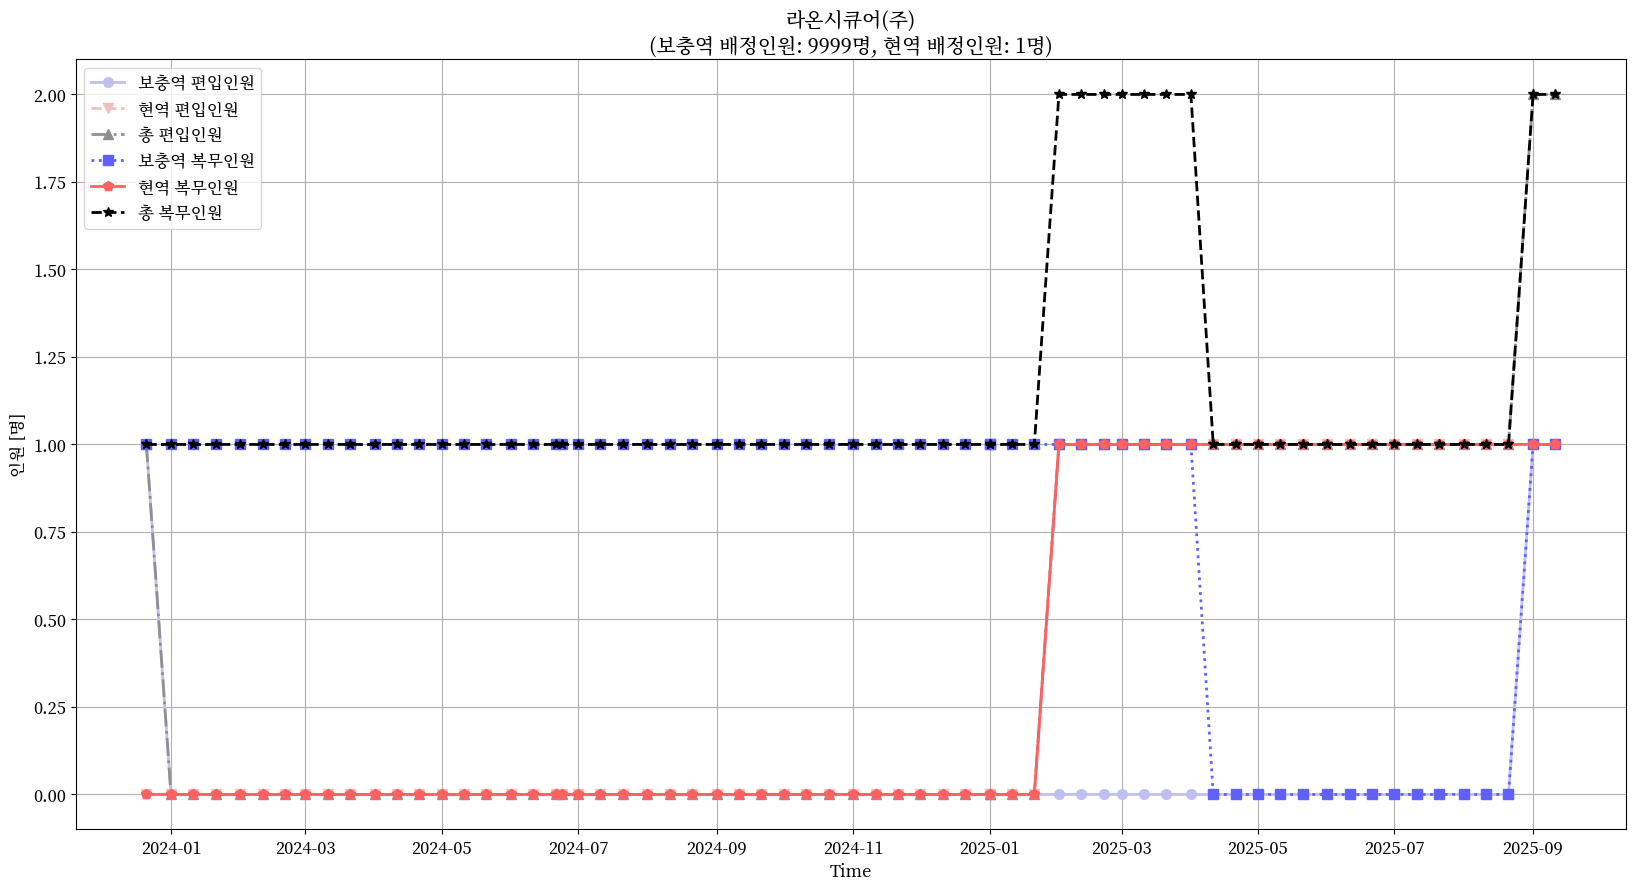 라온시큐어(주)
(보충역 배정인원: 9999명, 현역 배정인원: 1명)
보충역 편입인원
현역 편입인원
총 편입인원
보충역 복무인원
현역 복무인원
총 복무인원
인원 [명]
2.00
1.75
1.50
1.25
1.00
0.75
0.50
0.25
0.00
2024-01
2024-03
2024-05
2024-07
2024-09
2024-11
2025-01
2025-03
2025-05
2025-07
2025-09
Time